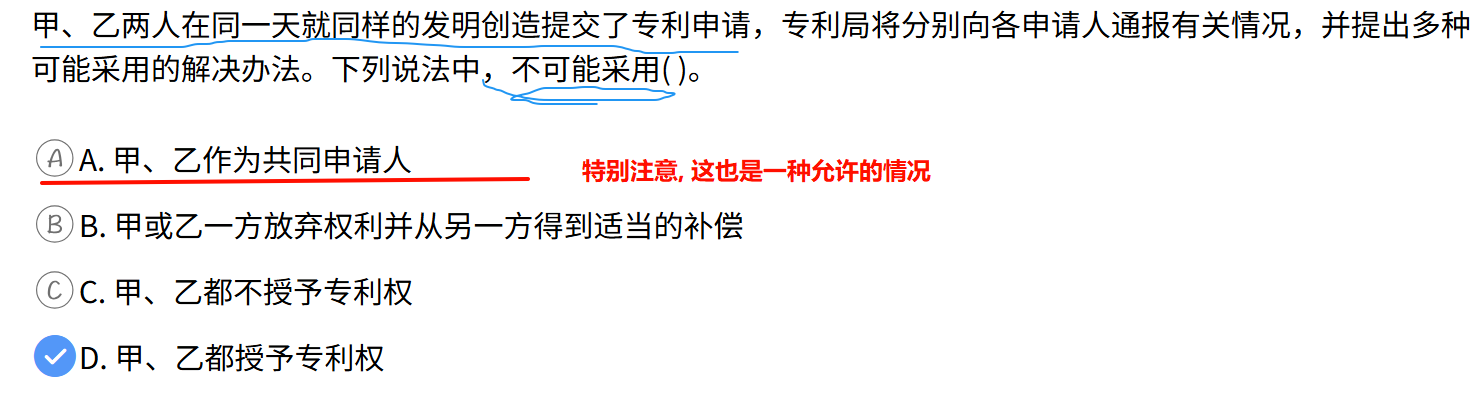 甲、乙两人在同一天就同样的发明创造提交了专利申请，专利局将分别向各申请人通报有关情况，并提出多种
可能采用的解决办法。下列说法中，不可能采用( )。
A A. 甲、乙作为共同申请人
特别注意, 这也是一种允许的情况
B B. 甲或乙一方放弃权利并从另一方得到适当的补偿
C C. 甲、乙都不授予专利权
D. 甲、乙都授予专利权